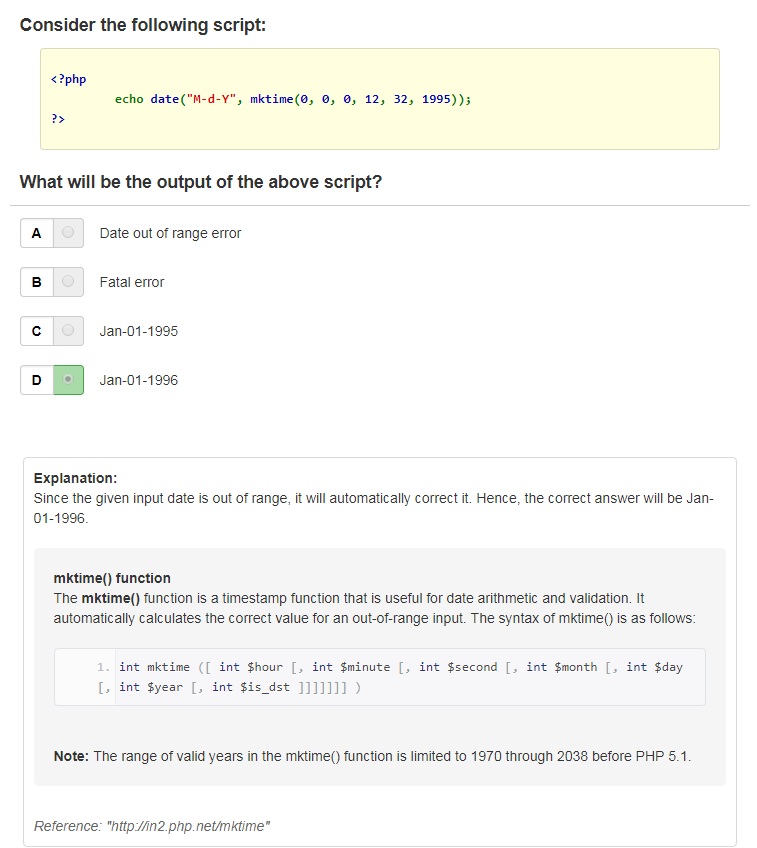 Consider the following script:
<?php
echo date("M-d-Y", mktime(0, 0, 0, 12, 32, 1995));
?>
What will be the output of the above script?
A Date out of range error
B Fatal error
C Jan-01-1995
D Jan-01-1996
Explanation:
Since the given input date is out of range, it will automatically correct it. Hence, the correct answer will be Jan-
01-1996.
mktime() function
The mktime() function is a timestamp function that is useful for date arithmetic and validation. It
automatically calculates the correct value for an out-of-range input. The syntax of mktime() is as follows:
1. int mktime ([ int $hour [, int $minute [, int $second [, int $month [, int $day
[, int $year [, int $is_dst ]]]]]]] )
Note: The range of valid years in the mktime() function is limited to 1970 through 2038 before PHP 5.1.
Reference: "http://in2.php.net/mktime"